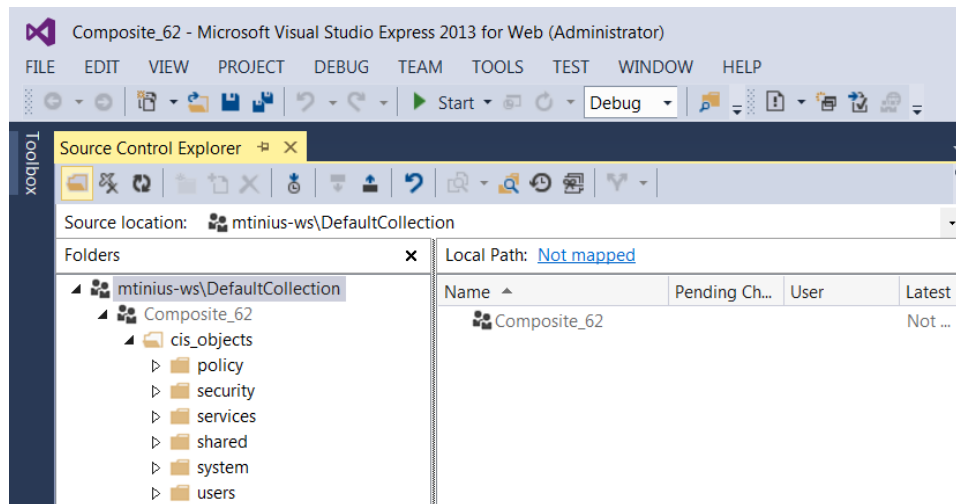 Composite_62 - Microsoft Visual Studio Express 2013 for Web (Administrator)
FILE EDIT VIEW PROJECT DEBUG TEAM TOOLS TEST WINDOW HELP
Start Debug
Toolbox
Source Control Explorer
Source location: mtinius-ws\DefaultCollection
Folders
Local Path: Not mapped
mtinius-ws\DefaultCollection
Name Pending Ch... User Latest
Composite_62
Composite_62 Not ...
cis_objects
policy
security
services
shared
system
users